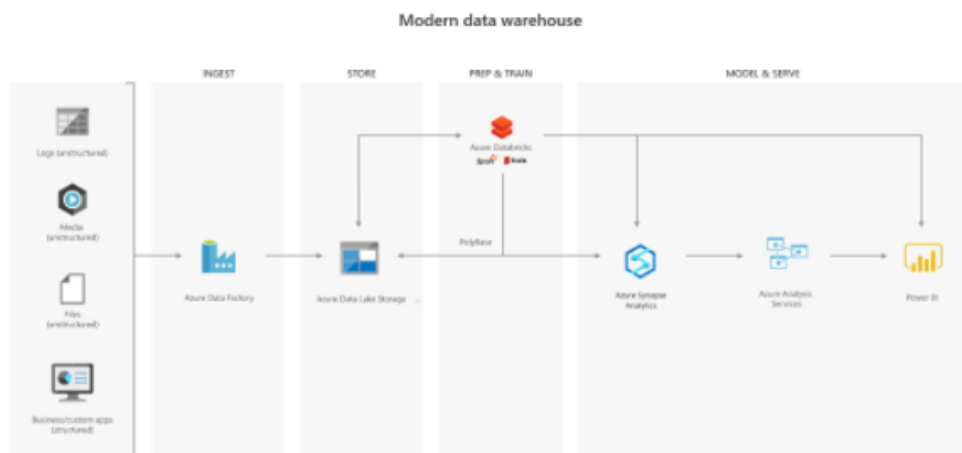 Modern data warehouse
INGEST
STORE
PREP & TRAIN
MODEL & SERVE
Logs (unstructured)
Media
(unstructured)
Files
(unstructured)
Business/custom apps
(structured)
Azure Data Factory
Azure Data Lake Storage
Azure Databricks
Spark
PolyBase
Azure Synapse
Analytics
Azure Analysis
Services
Power BI